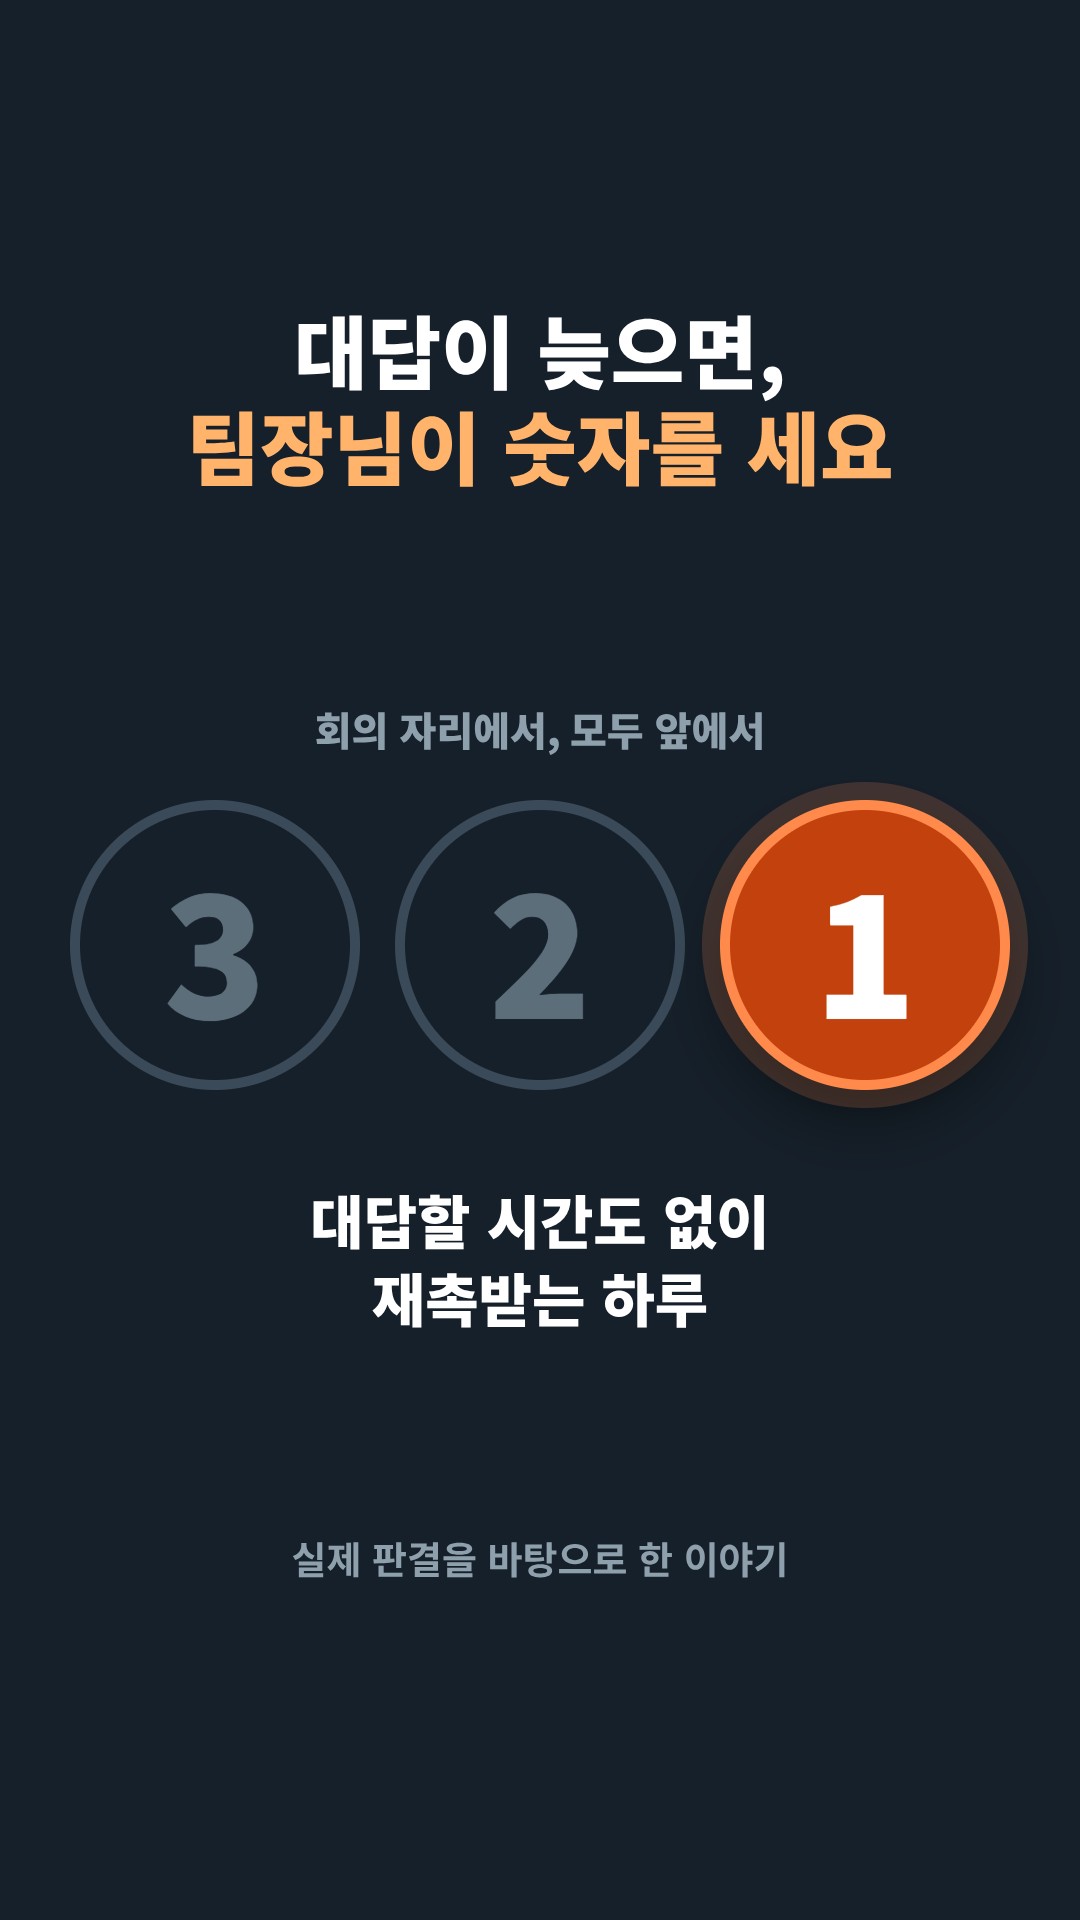 대답이 늦으면,
팀장님이 숫자를 세요
회의 자리에서, 모두 앞에서
3 2 1
대답할 시간도 없이
재촉받는 하루
실제 판결을 바탕으로 한 이야기